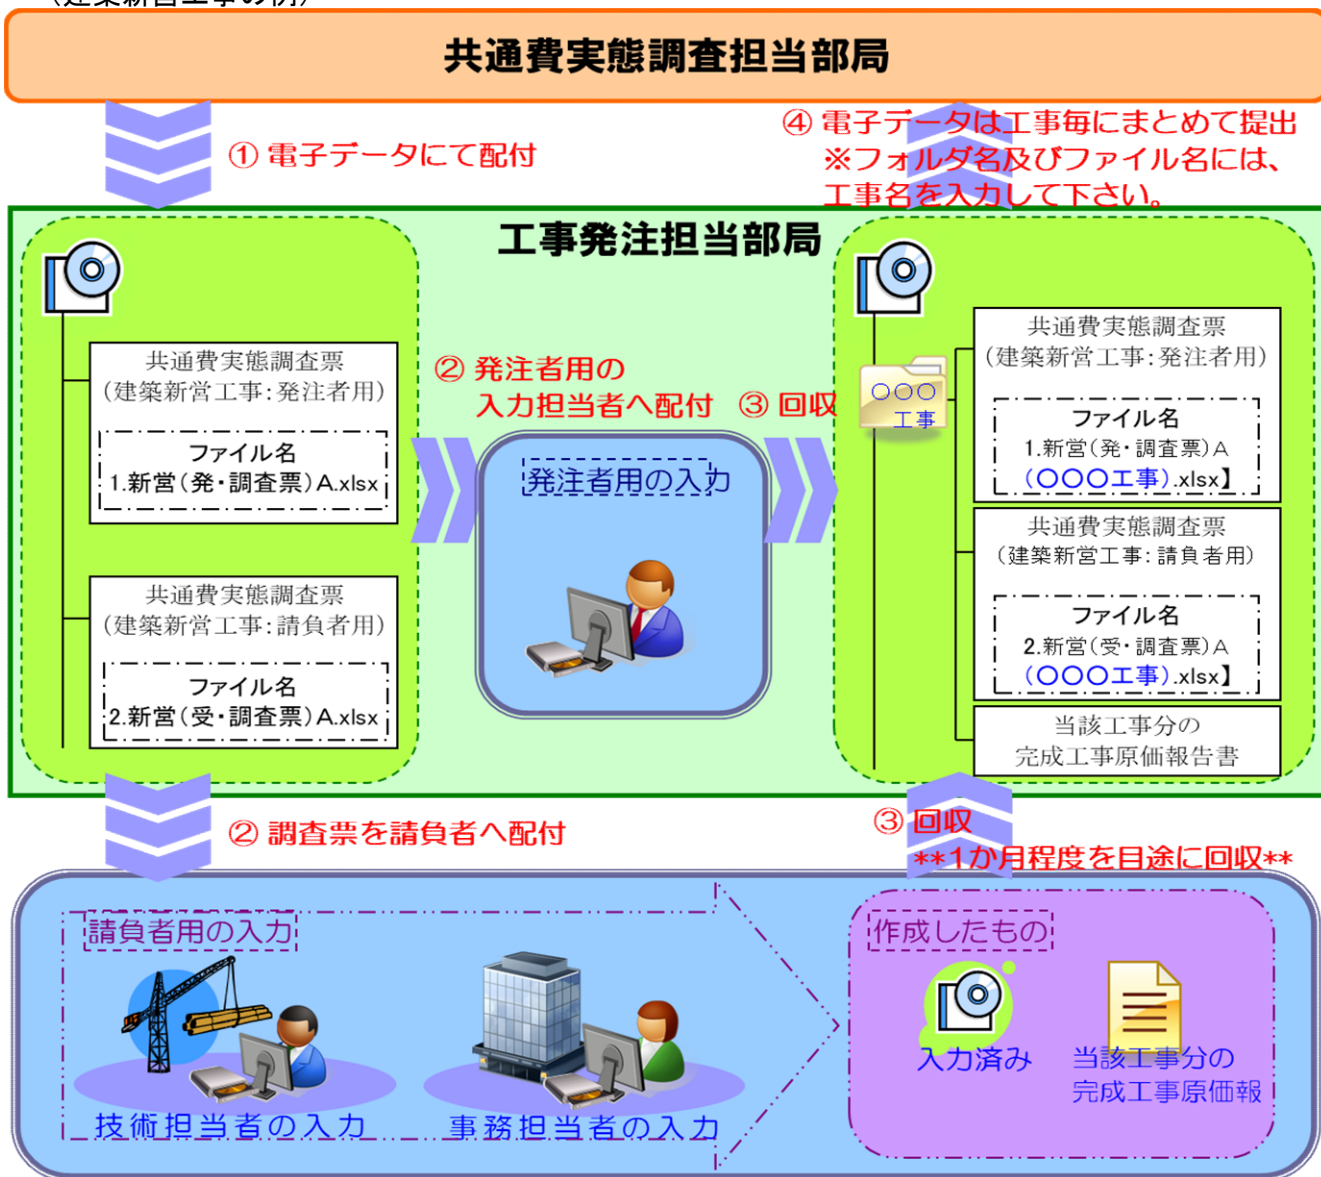 (建築新営工事の例)
共通費実態調査担当部局
① 電子データにて配付
④ 電子データは工事毎にまとめて提出
※フォルダ名及びファイル名には、
工事名を入力して下さい。
工事発注担当部局
共通費実態調査票
(建築新営工事:発注者用)
ファイル名
1.新営(発・調査票)A.xlsx
共通費実態調査票
(建築新営工事:請負者用)
ファイル名
2.新営(受・調査票)A.xlsx
② 発注者用の
入力担当者へ配付
③ 回収
発注者用の入力
〇〇〇
工事
共通費実態調査票
(建築新営工事:発注者用)
ファイル名
1.新営(発・調査票)A
(〇〇〇工事).xlsx】
共通費実態調査票
(建築新営工事:請負者用)
ファイル名
2.新営(受・調査票)A
(〇〇〇工事).xlsx】
当該工事分の
完成工事原価報告書
② 調査票を請負者へ配付
③ 回収
**1か月程度を目途に回収**
請負者用の入力
技術担当者の入力
事務担当者の入力
作成したもの
入力済み
当該工事分の
完成工事原価報